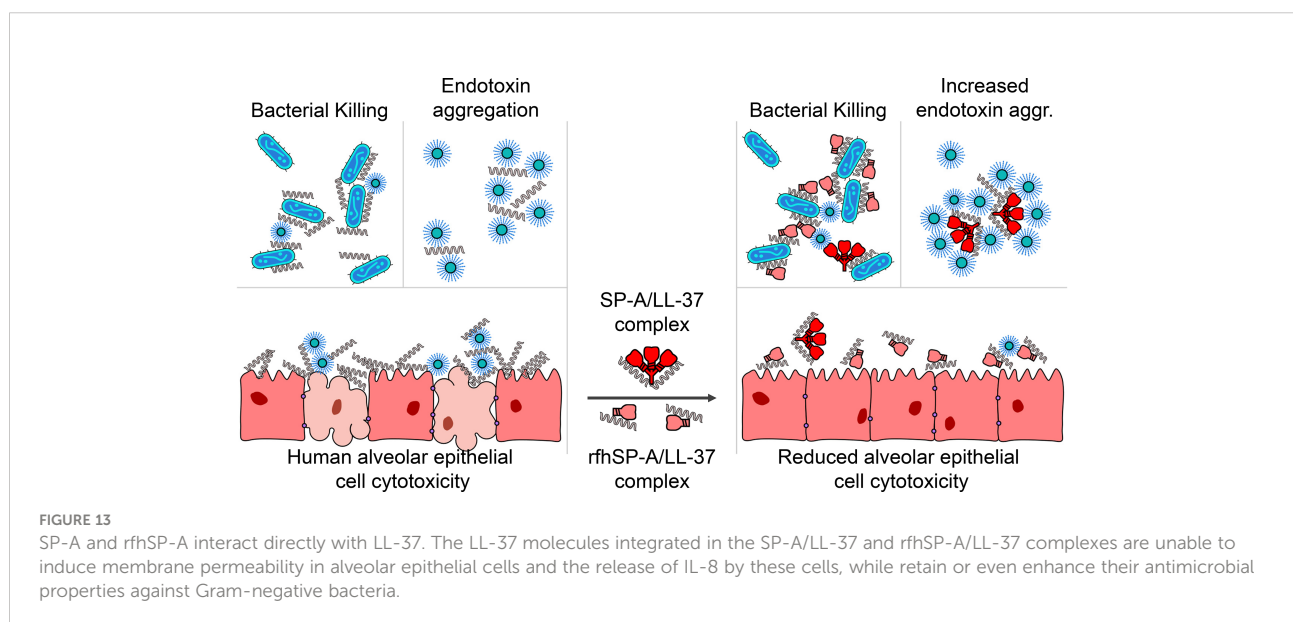 Bacterial Killing
Endotoxin
aggregation
Bacterial Killing
Increased
endotoxin aggr.
SP-A/LL-37
complex
rfhSP-A/LL-37
complex
Human alveolar epithelial
cell cytotoxicity
Reduced alveolar epithelial
cell cytotoxicity
FIGURE 13
SP-A and rfhSP-A interact directly with LL-37. The LL-37 molecules integrated in the SP-A/LL-37 and rfhSP-A/LL-37 complexes are unable to
induce membrane permeability in alveolar epithelial cells and the release of IL-8 by these cells, while retain or even enhance their antimicrobial
properties against Gram-negative bacteria.